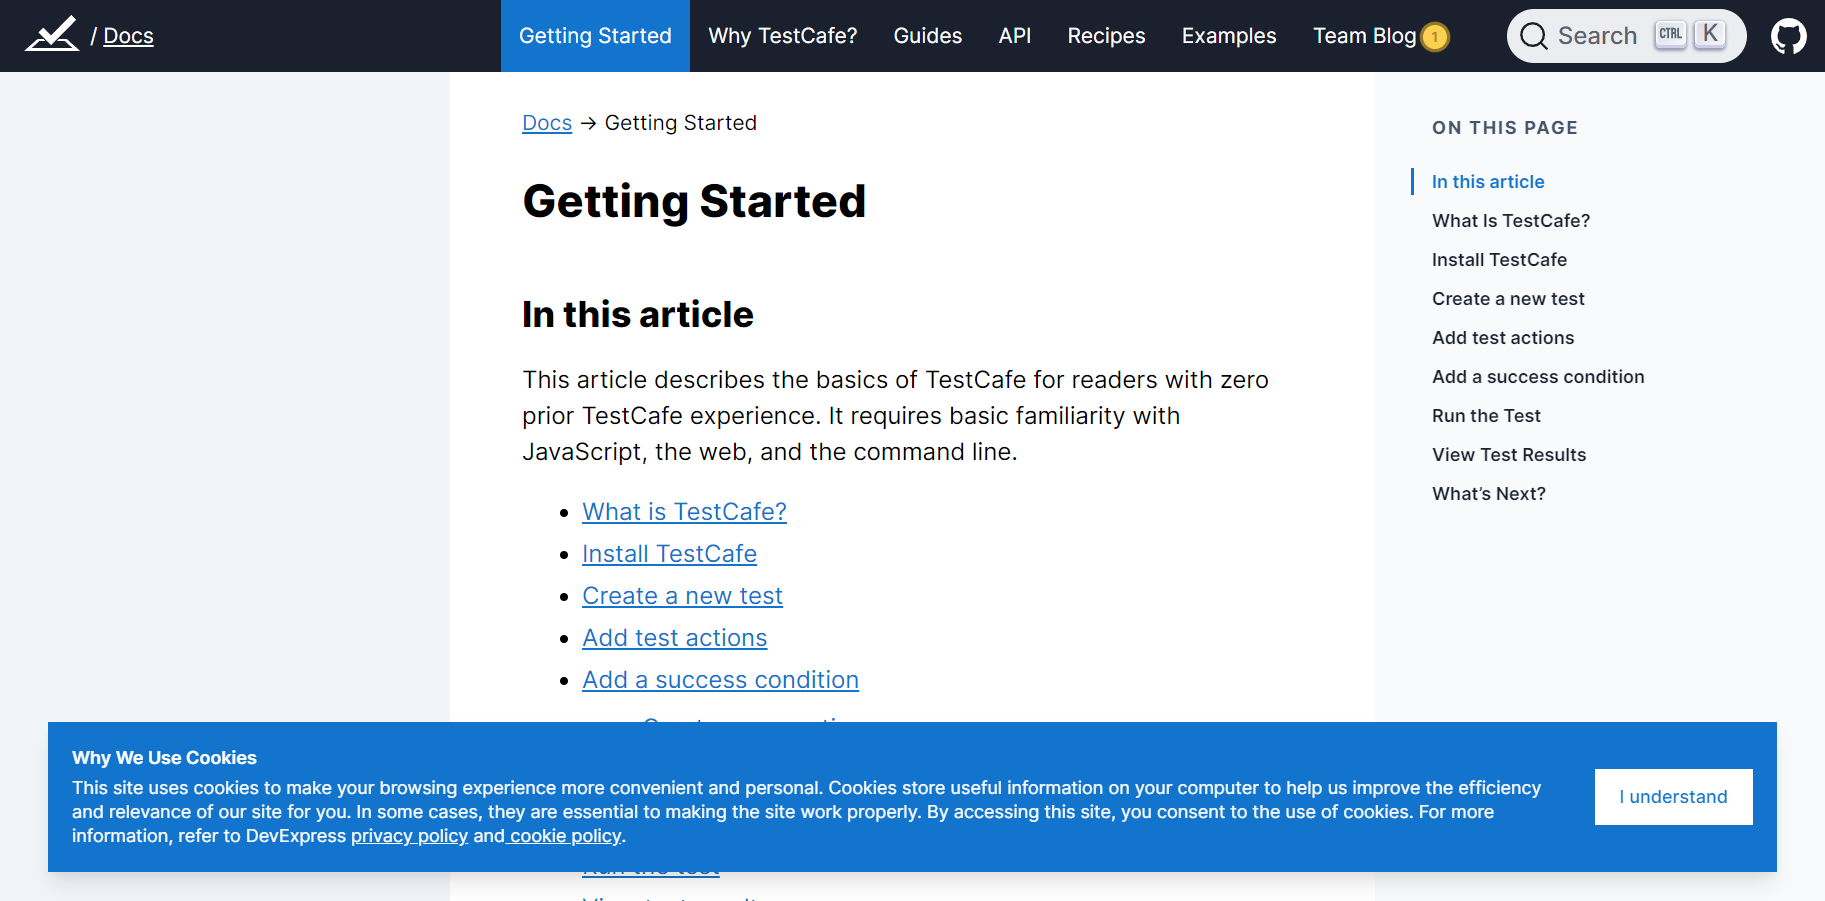 / Docs
Getting Started
Why TestCafe?
Guides
API
Recipes
Examples
Team Blog 1
Search CTRL K
Docs → Getting Started
Getting Started
In this article
This article describes the basics of TestCafe for readers with zero
prior TestCafe experience. It requires basic familiarity with
JavaScript, the web, and the command line.
• What is TestCafe?
• Install TestCafe
• Create a new test
• Add test actions
• Add a success condition
ON THIS PAGE
In this article
What Is TestCafe?
Install TestCafe
Create a new test
Add test actions
Add a success condition
Run the Test
View Test Results
What’s Next?
Why We Use Cookies
This site uses cookies to make your browsing experience more convenient and personal. Cookies store useful information on your computer to help us improve the efficiency
and relevance of our site for you. In some cases, they are essential to making the site work properly. By accessing this site, you consent to the use of cookies. For more
information, refer to DevExpress privacy policy and cookie policy.
I understand